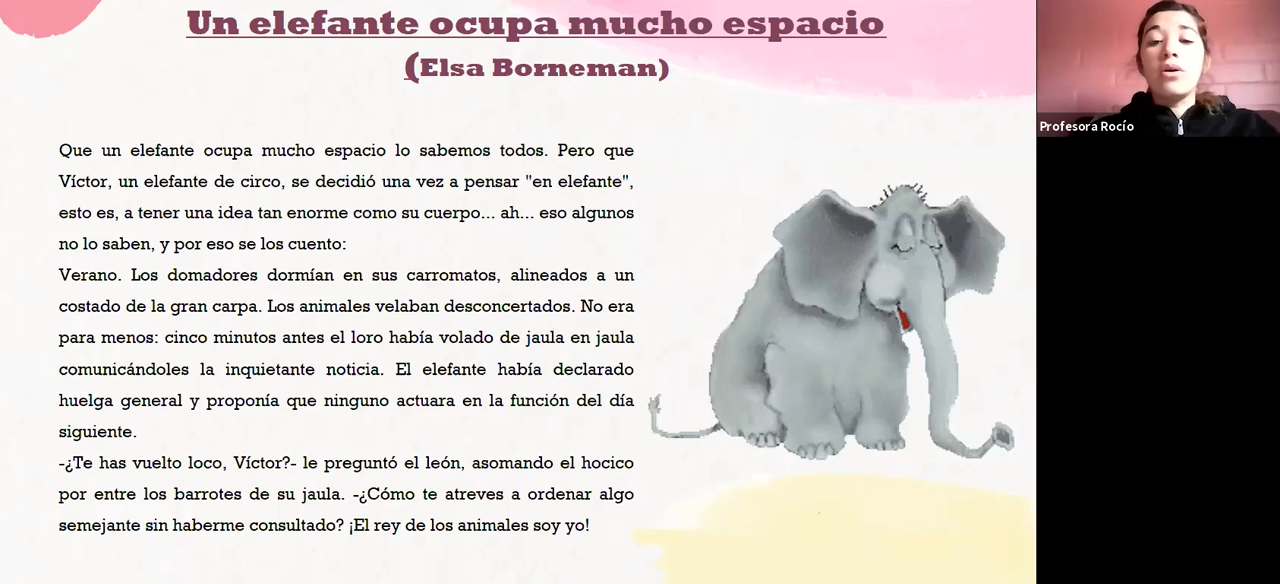 Un elefante ocupa mucho espacio
(Elsa Borneman)
Profesora Rocío
Que un elefante ocupa mucho espacio lo sabemos todos. Pero que
Víctor, un elefante de circo, se decidió una vez a pensar "en elefante",
esto es, a tener una idea tan enorme como su cuerpo... ah... eso algunos
no lo saben, y por eso se los cuento:
Verano. Los domadores dormían en sus carromatos, alineados a un
costado de la gran carpa. Los animales velaban desconcertados. No era
para menos: cinco minutos antes el loro había volado de jaula en jaula
comunicándoles la inquietante noticia. El elefante había declarado
huelga general y proponía que ninguno actuara en la función del día
siguiente.
-¿Te has vuelto loco, Víctor?- le preguntó el león, asomando el hocico
por entre los barrotes de su jaula. -¿Cómo te atreves a ordenar algo
semejante sin haberme consultado? ¡El rey de los animales soy yo!